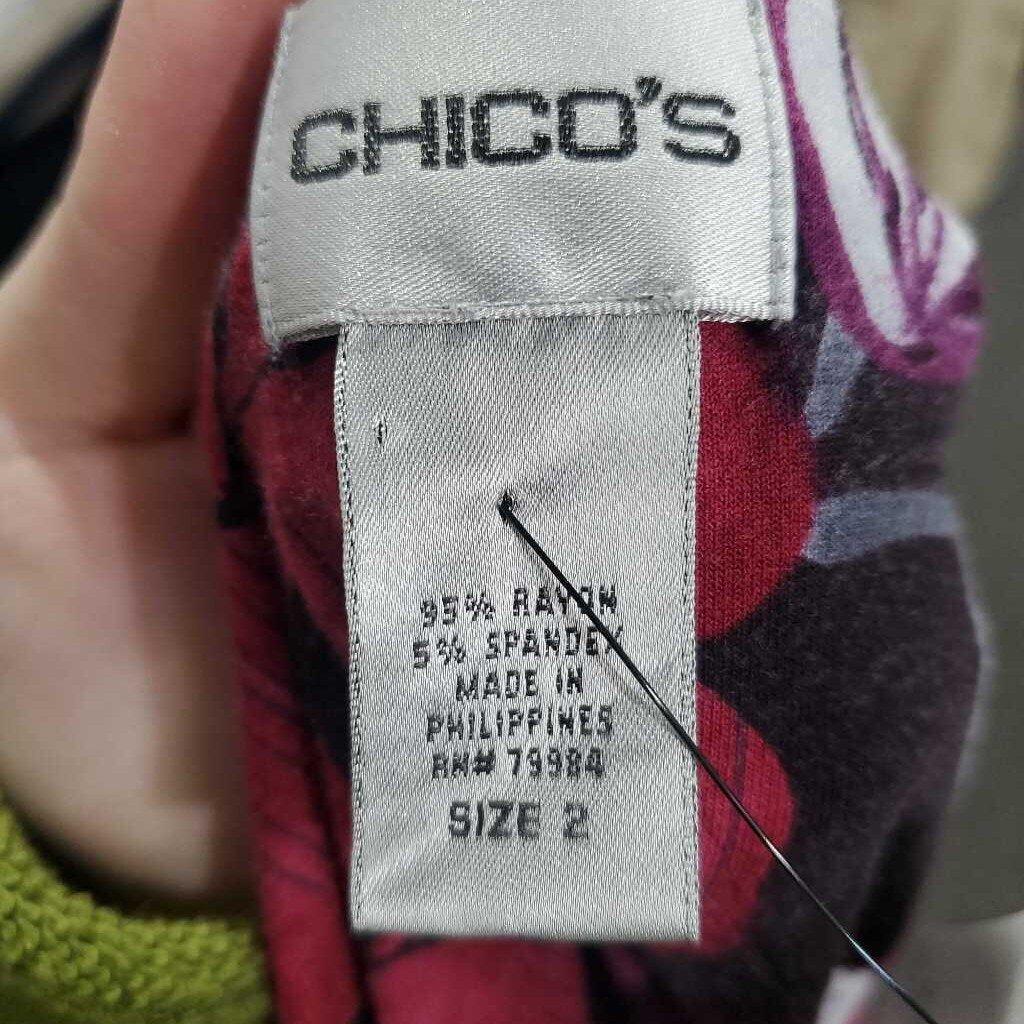 CHICO'S
95% RAYON
5% SPANDEX
MADE IN
PHILIPPINES
RN# 79984
SIZE 2